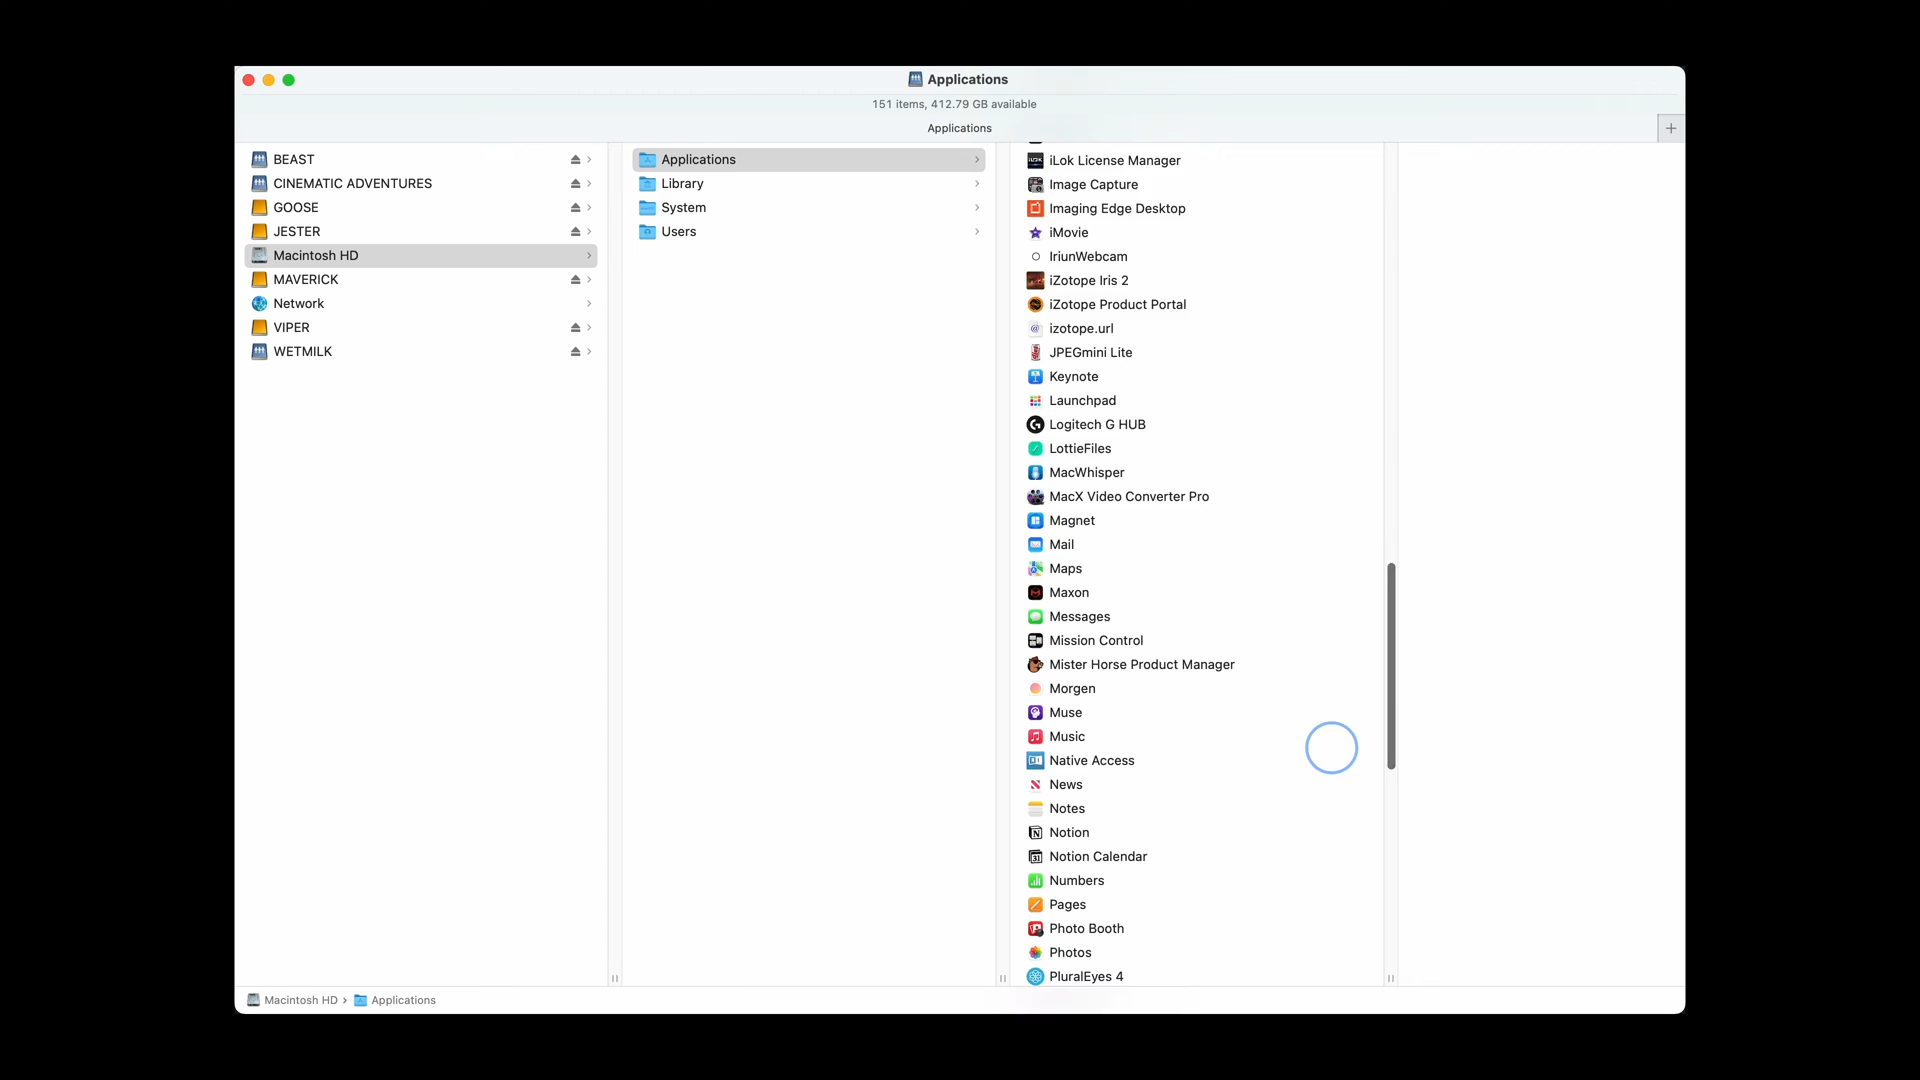 Applications
151 items, 412.79 GB available
Applications
BEAST
CINEMATIC ADVENTURES
GOOSE
JESTER
Macintosh HD
MAVERICK
Network
VIPER
WETMILK
Applications
Library
System
Users
iLok License Manager
Image Capture
Imaging Edge Desktop
iMovie
IriunWebcam
iZotope Iris 2
iZotope Product Portal
izotope.url
JPEGmini Lite
Keynote
Launchpad
Logitech G HUB
LottieFiles
MacWhisper
MacX Video Converter Pro
Magnet
Mail
Maps
Maxon
Messages
Mission Control
Mister Horse Product Manager
Morgen
Muse
Music
Native Access
News
Notes
Notion
Notion Calendar
Numbers
Pages
Photo Booth
Photos
PluralEyes 4
Macintosh HD › Applications